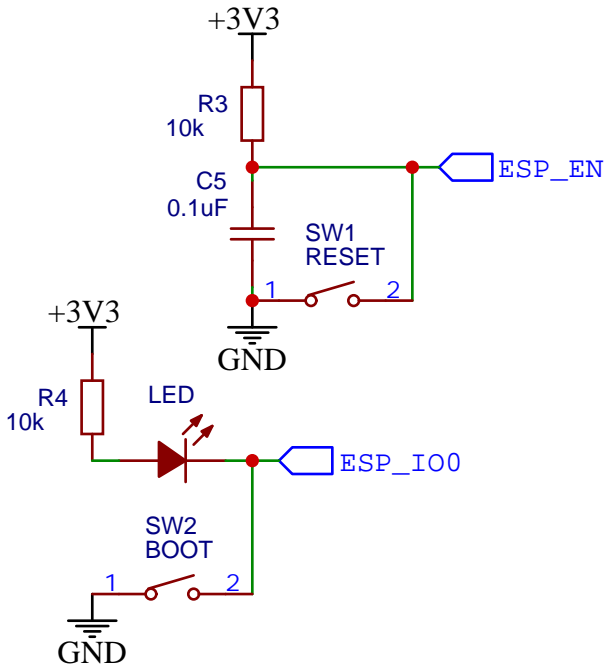 +3V3
R3
10k
ESP_EN
C5
0.1uF
SW1
RESET
1 2
GND
+3V3
R4
10k
LED
ESP_IO0
SW2
BOOT
1 2
GND